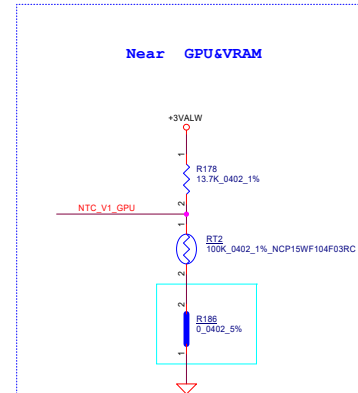 Near GPU&VRAM
+3VALW
1
R178
13.7K_0402_1%
2
NTC_V1_GPU
1
RT2
100K_0402_1%_NCP15WF104F03RC
2
2
R186
0_0402_5%
1